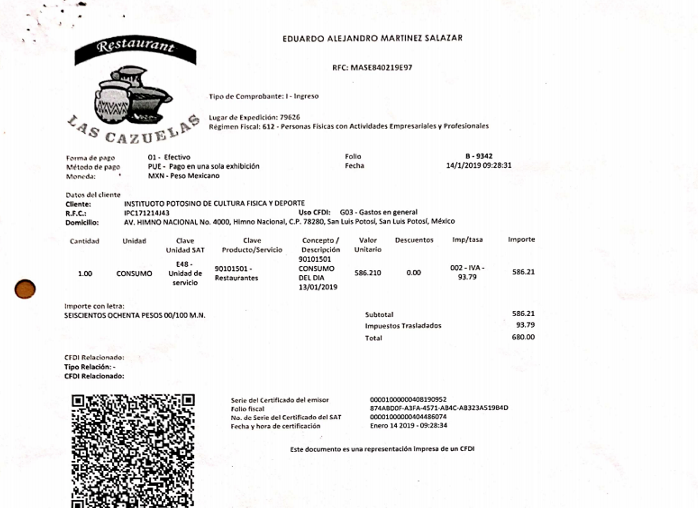 Restaurant
LAS CAZUELAS
EDUARDO ALEJANDRO MARTINEZ SALAZAR
RFC: MASE840219E97
Tipo de Comprobante: I - Ingreso
Lugar de Expedición: 79626
Régimen Fiscal: 612 - Personas Físicas con Actividades Empresariales y Profesionales
Forma de pago 01 - Efectivo Folio B - 9342
Método de pago PUE - Pago en una sola exhibición Fecha 14/1/2019 09:28:31
Moneda: MXN - Peso Mexicano
Datos del cliente
Cliente: INSTITUOTO POTOSINO DE CULTURA FISICA Y DEPORTE
R.F.C.: IPC171214J43 Uso CFDI: G03 - Gastos en general
Domicilio: AV. HIMNO NACIONAL No. 4000, Himno Nacional, C.P. 78280, San Luis Potosí, San Luis Potosí, México
Cantidad Unidad Clave Unidad SAT Clave Producto/Servicio Concepto / Descripción Valor Unitario Descuentos Imp/tasa Importe
1.00 CONSUMO E48 - Unidad de servicio 90101501 - Restaurantes 90101501 CONSUMO DEL DIA 13/01/2019 586.210 0.00 002 - IVA - 93.79 586.21
Importe con letra:
SEISCIENTOS OCHENTA PESOS 00/100 M.N.
Subtotal 586.21
Impuestos Trasladados 93.79
Total 680.00
CFDI Relacionado:
Tipo Relación: -
CFDI Relacionado:
Serie del Certificado del emisor 00001000000408190952
Folio fiscal 874ABD0F-A3FA-4571-AB4C-AB323A519B4D
No. de Serie del Certificado del SAT 00001000000404486074
Fecha y hora de certificación Enero 14 2019 - 09:28:34
Este documento es una representación impresa de un CFDI